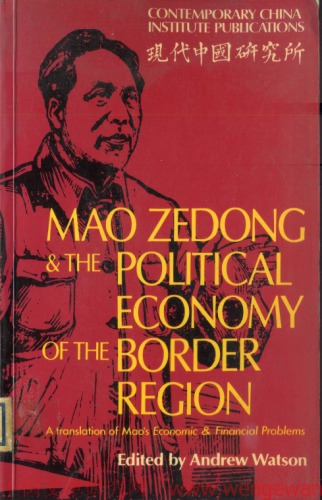 CONTEMPORARY CHINA
INSTITUTE PUBLICATIONS
現代中國研究所
MAO ZEDONG
& THE POLITICAL
ECONOMY
OF THE BORDER
REGION
A translation of Mao's Economic & Financial Problems
Edited by Andrew Watson